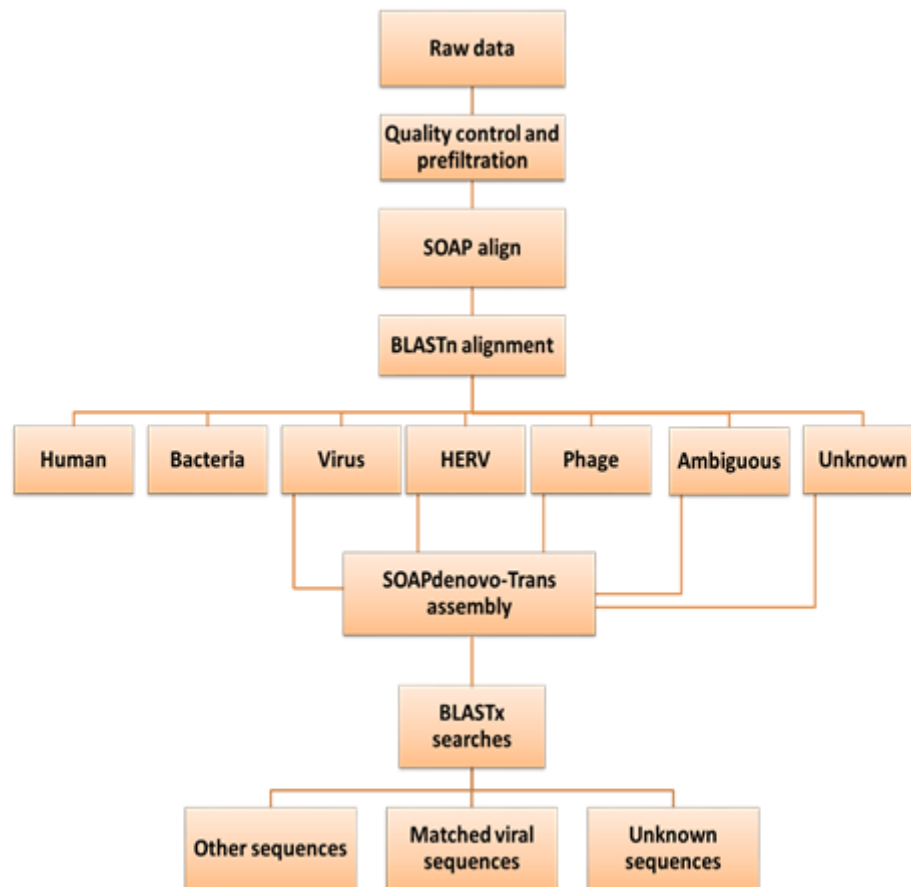 Raw data
Quality control and
prefiltration
SOAP align
BLASTn alignment
Human
Bacteria
Virus
HERV
Phage
Ambiguous
Unknown
SOAPdenovo-Trans
assembly
BLASTx
searches
Other sequences
Matched viral
sequences
Unknown
sequences